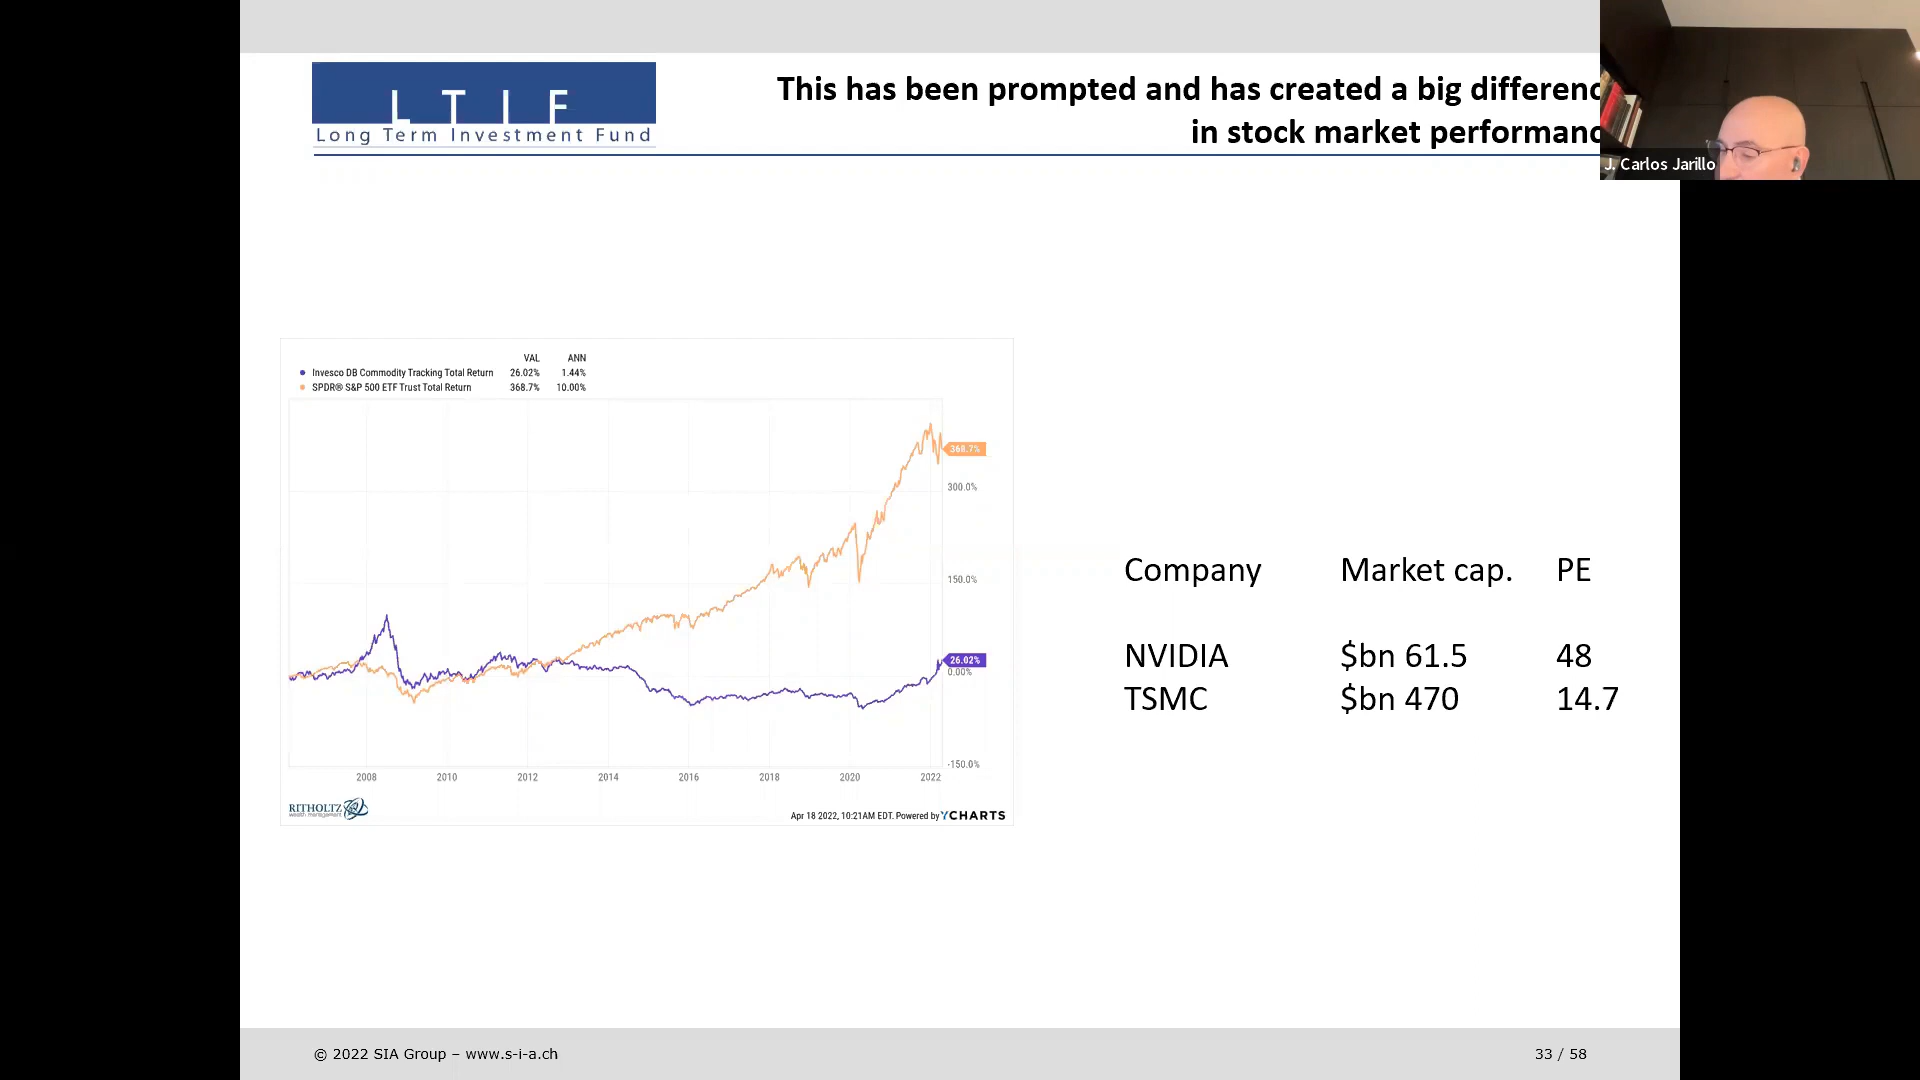 L T I F
Long Term Investment Fund
This has been prompted and has created a big differenc
in stock market performanc
J. Carlos Jarillo
VAL ANN
Invesco DB Commodity Tracking Total Return 26.02% 1.44%
SPDR® S&P 500 ETF Trust Total Return 368.7% 10.00%
368.7%
300.0%
150.0%
26.02%
0.00%
-150.0%
2008 2010 2012 2014 2016 2018 2020 2022
RITHOLTZ
wealth management
Apr 18 2022, 10:21AM EDT. Powered by YCHARTS
Company Market cap. PE
NVIDIA $bn 61.5 48
TSMC $bn 470 14.7
© 2022 SIA Group – www.s-i-a.ch
33 / 58